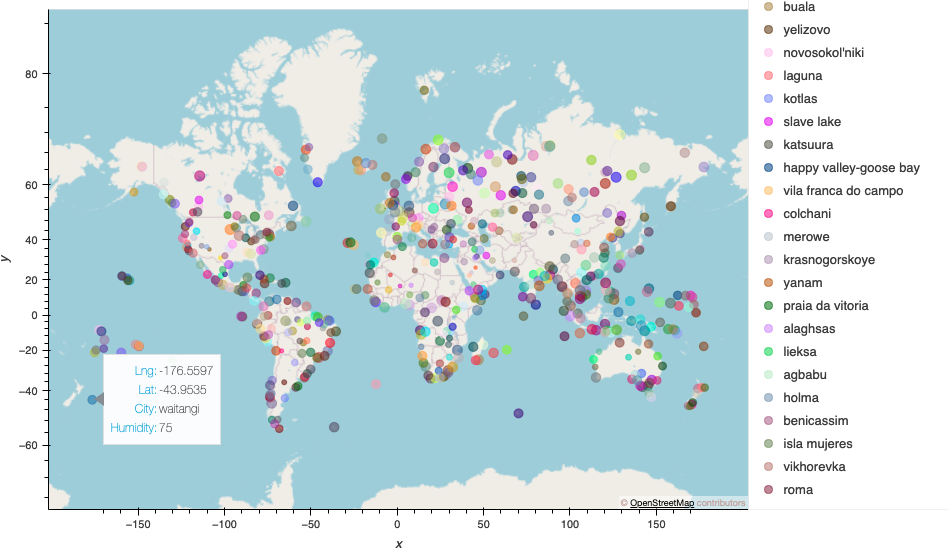 buala
yelizovo
novosokol'niki
laguna
kotlas
slave lake
katsuura
happy valley-goose bay
vila franca do campo
colchani
merowe
krasnogorskoye
yanam
praia da vitoria
alaghsas
lieksa
agbabu
holma
benicassim
isla mujeres
vikhorevka
roma
y
80
60
40
20
0
−20
−40
−60
Lng: -176.5597
Lat: -43.9535
City: waitangi
Humidity: 75
© OpenStreetMap contributors
−150
−100
−50
0
50
100
150
x